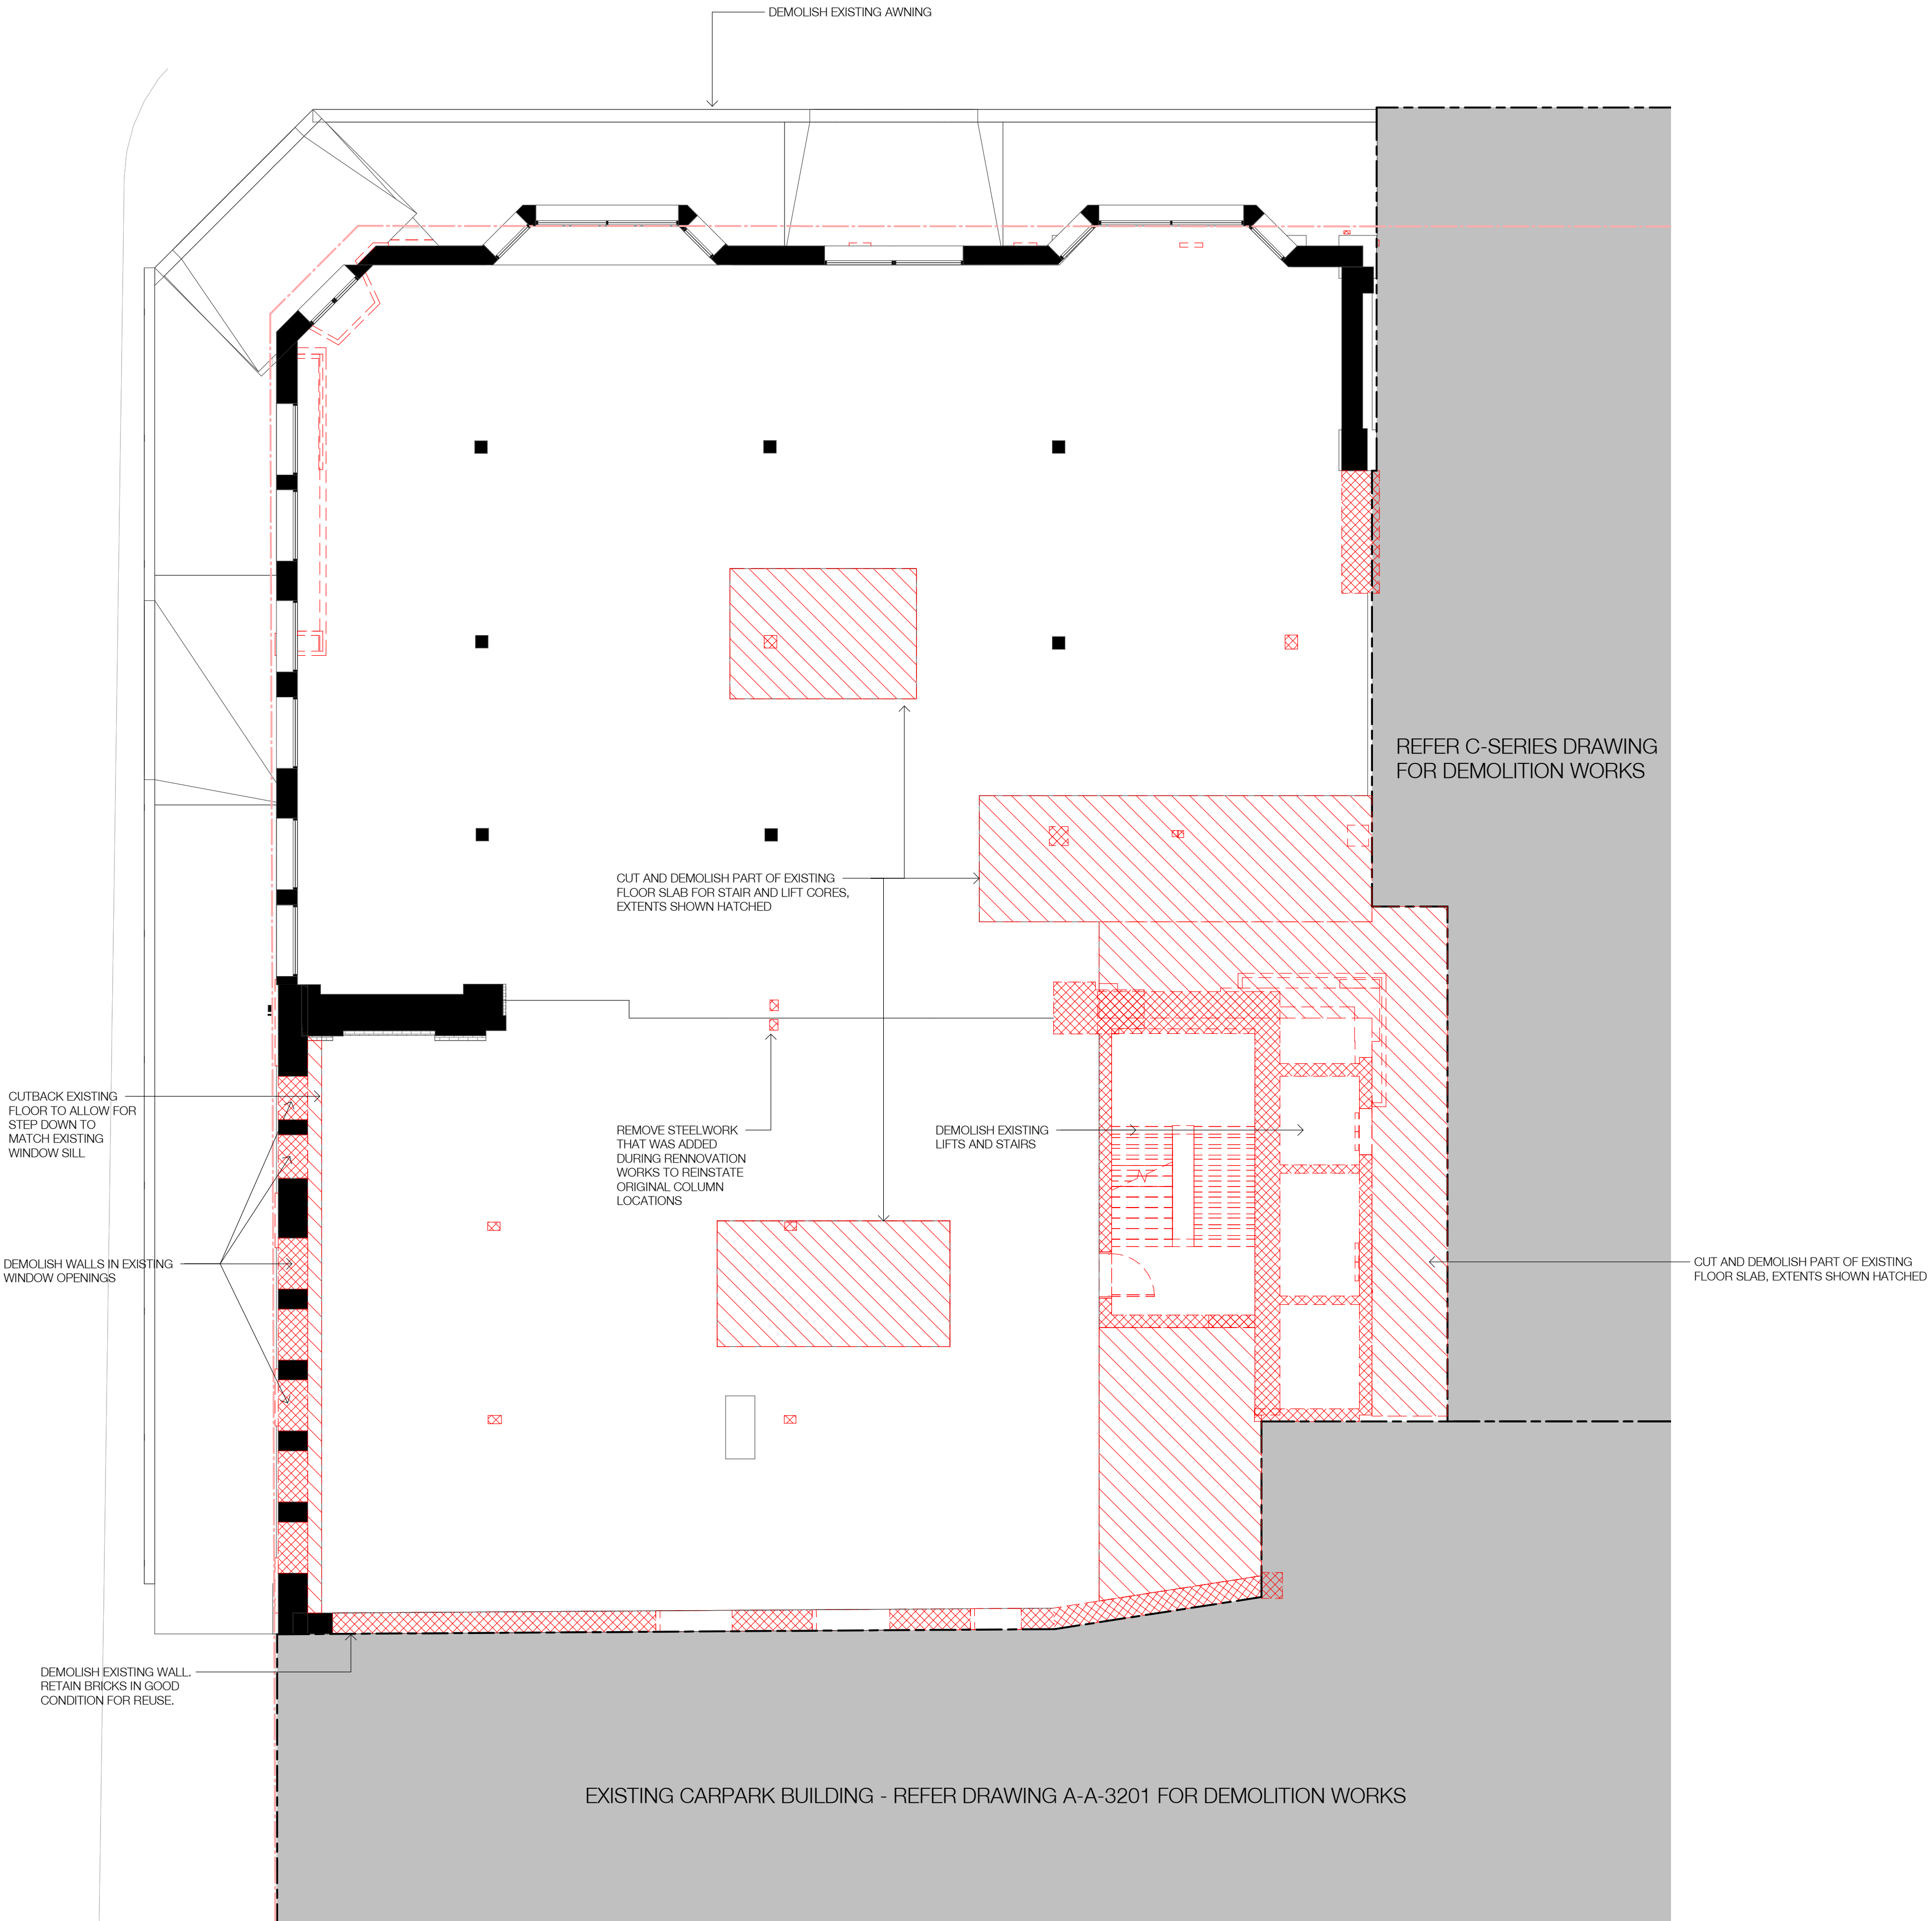 DEMOLISH EXISTING AWNING
REFER C-SERIES DRAWING
FOR DEMOLITION WORKS
CUT AND DEMOLISH PART OF EXISTING
FLOOR SLAB FOR STAIR AND LIFT CORES,
EXTENTS SHOWN HATCHED
CUTBACK EXISTING
FLOOR TO ALLOW FOR
STEP DOWN TO
MATCH EXISTING
WINDOW SILL
REMOVE STEELWORK
THAT WAS ADDED
DURING RENNOVATION
WORKS TO REINSTATE
ORIGINAL COLUMN
LOCATIONS
DEMOLISH EXISTING
LIFTS AND STAIRS
DEMOLISH WALLS IN EXISTING
WINDOW OPENINGS
CUT AND DEMOLISH PART OF EXISTING
FLOOR SLAB, EXTENTS SHOWN HATCHED
DEMOLISH EXISTING WALL.
RETAIN BRICKS IN GOOD
CONDITION FOR REUSE.
EXISTING CARPARK BUILDING - REFER DRAWING A-A-3201 FOR DEMOLITION WORKS